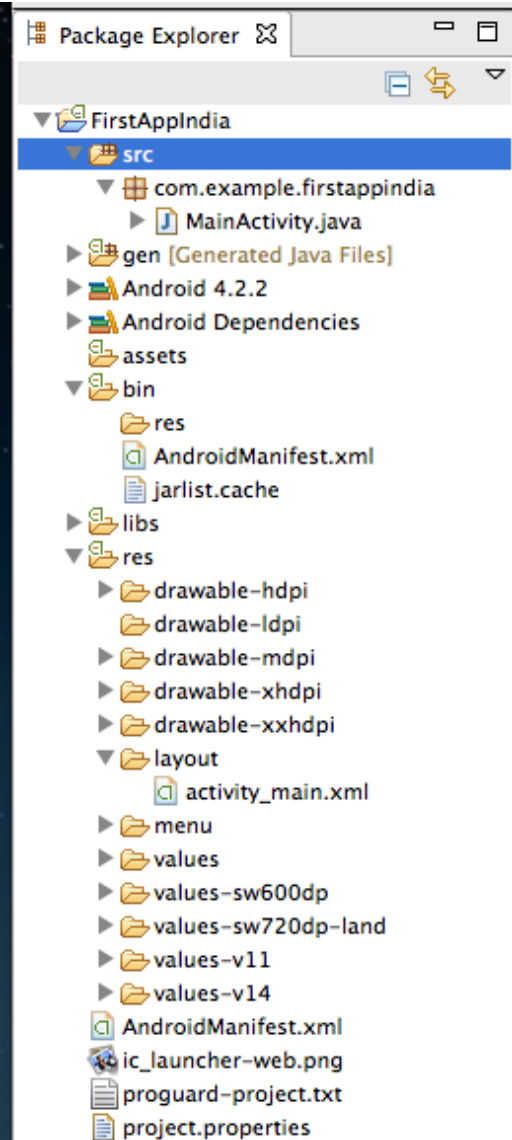 Package Explorer
FirstAppIndia
src
com.example.firstappindia
MainActivity.java
gen [Generated Java Files]
Android 4.2.2
Android Dependencies
assets
bin
res
AndroidManifest.xml
jarlist.cache
libs
res
drawable-hdpi
drawable-ldpi
drawable-mdpi
drawable-xhdpi
drawable-xxhdpi
layout
activity_main.xml
menu
values
values-sw600dp
values-sw720dp-land
values-v11
values-v14
AndroidManifest.xml
ic_launcher-web.png
proguard-project.txt
project.properties